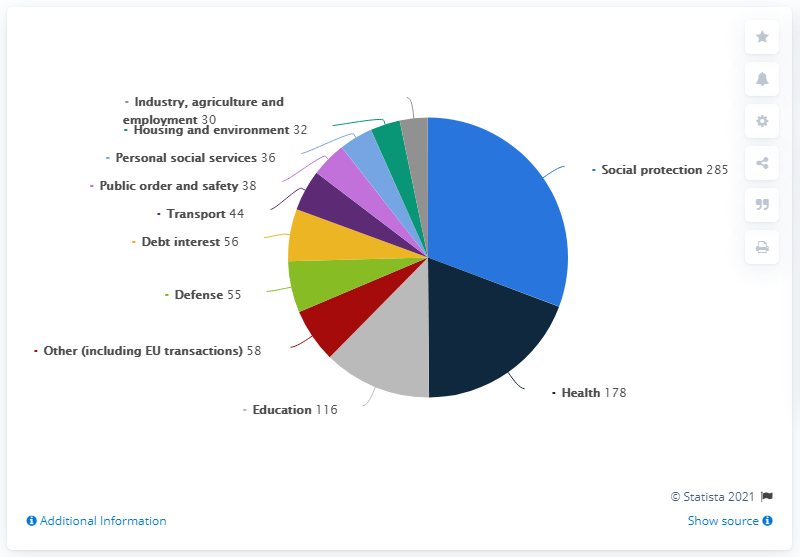 - Industry, agriculture and
employment 30
- Housing and environment 32
- Personal social services 36
- Public order and safety 38
- Transport 44
- Debt interest 56
- Defense 55
- Other (including EU transactions) 58
- Education 116
- Social protection 285
- Health 178
© Statista 2021
Additional Information
Show source